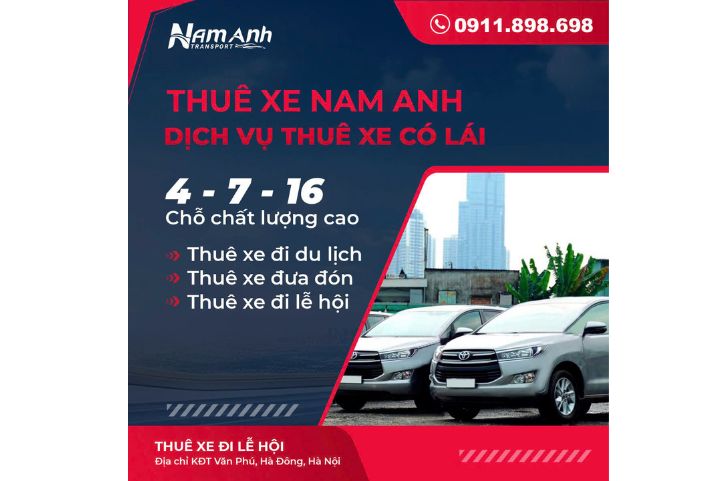 NAM ANH
TRANSPORT
0911.898.698
THUÊ XE NAM ANH
DỊCH VỤ THUÊ XE CÓ LÁI
4 - 7 - 16
Chỗ chất lượng cao
Thuê xe đi du lịch
Thuê xe đưa đón
Thuê xe đi lễ hội
THUÊ XE ĐI LỄ HỘI
Địa chỉ KĐT Văn Phú, Hà Đông, Hà Nội